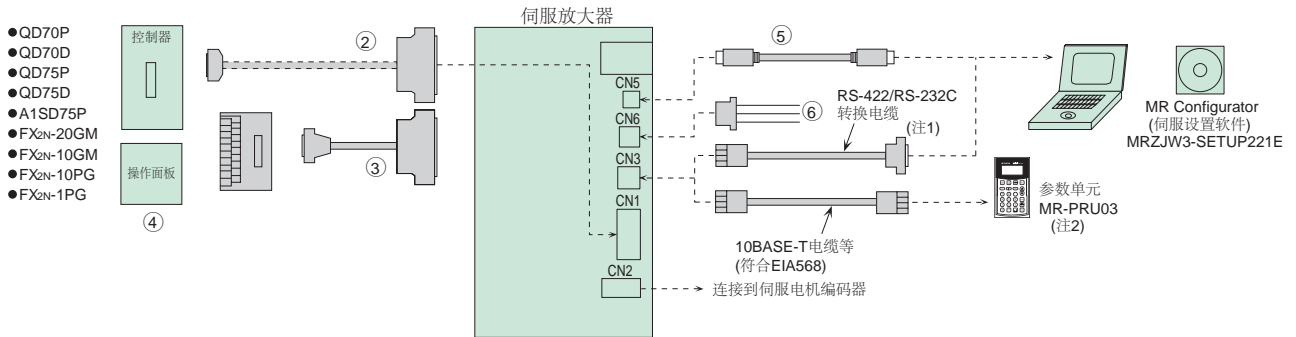 伺服放大器
●QD70P
●QD70D
●QD75P
●QD75D
●A1SD75P
●FX2N-20GM
●FX2N-10GM
●FX2N-10PG
●FX2N-1PG
控制器
操作面板
④
②
③
CN5
CN6
CN3
CN1
CN2
⑤
⑥
RS-422/RS-232C
转换电缆
(注1)
10BASE-T电缆等
(符合EIA568)
连接到伺服电机编码器
MR Configurator
(伺服设置软件)
MRZJW3-SETUP221E
参数单元
MR-PRU03
(注2)